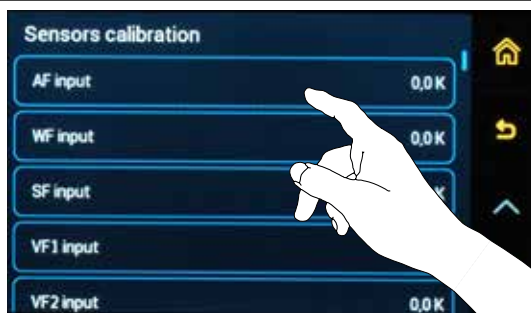 Sensors calibration
AF input 0,0 K
WF input 0,0 K
SF input K
VF1 input
VF2 input 0,0 K